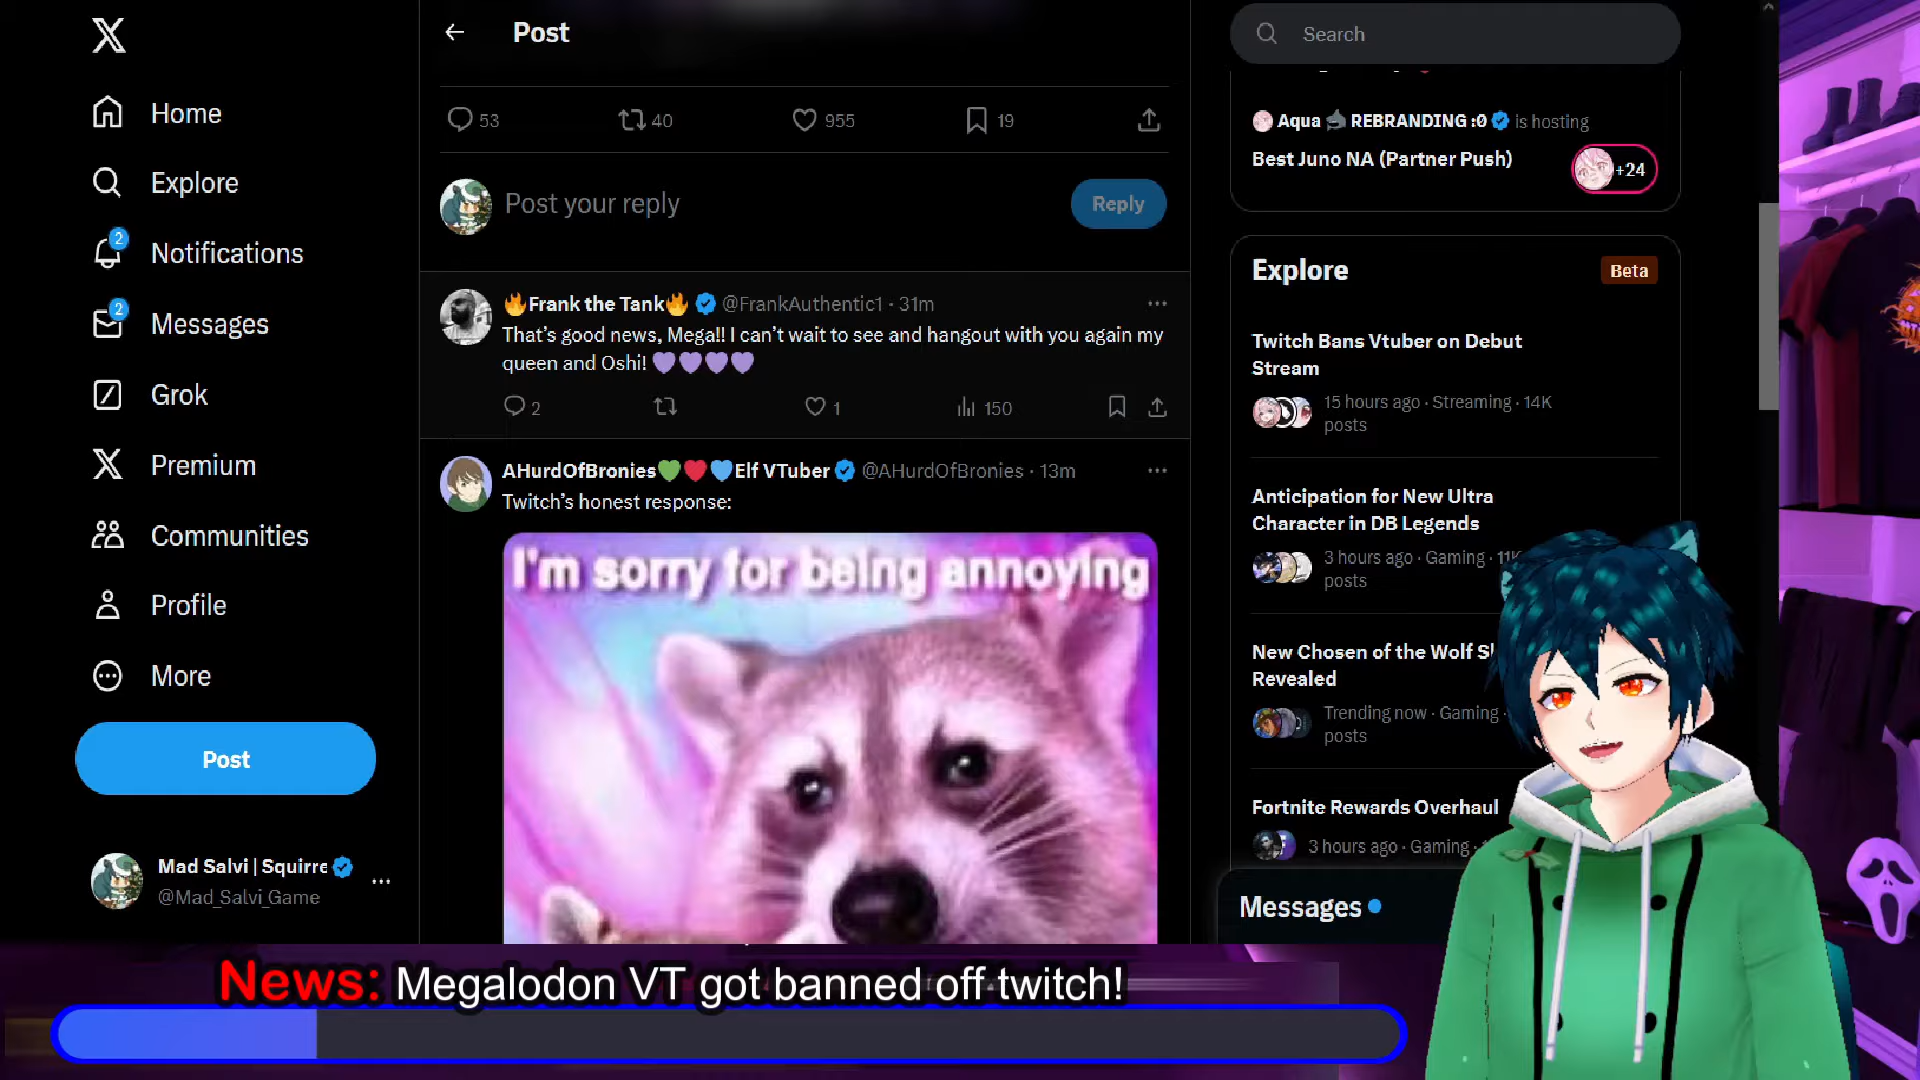 Post
Search
Home
Explore
2
Notifications
2
Messages
Grok
Premium
Communities
Profile
More
Post
Mad Salvi | Squirre
@Mad_Salvi_Game
53
40
955
19
Post your reply
Reply
🔥Frank the Tank🔥 @FrankAuthentic1 · 31m
That's good news, Mega!! I can't wait to see and hangout with you again my
queen and Oshi! 💜💜💜💜
2
1
150
AHurdOfBronies💚❤️💙Elf VTuber @AHurdOfBronies · 13m
Twitch's honest response:
I'm sorry for being annoying
Aqua REBRANDING :0 is hosting
Best Juno NA (Partner Push)
+24
Explore
Beta
Twitch Bans Vtuber on Debut
Stream
15 hours ago · Streaming · 14K
posts
Anticipation for New Ultra
Character in DB Legends
3 hours ago · Gaming · 11K
posts
New Chosen of the Wolf
Revealed
Trending now · Gaming ·
posts
Fortnite Rewards Overhaul
3 hours ago · Gaming ·
Messages
News: Megalodon VT got banned off twitch!